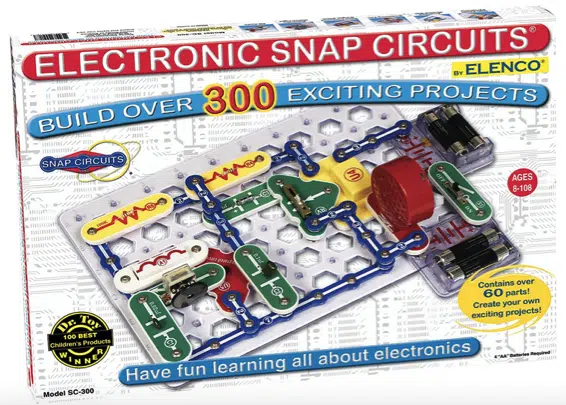 ELECTRONIC SNAP CIRCUITS®
BY ELENCO®
BUILD OVER 300 EXCITING PROJECTS
SNAP CIRCUITS
AGES
8-108
Contains over
60 parts!
Create your own
exciting projects!
Dr. Toy
100 BEST
Children's Products
WINNER
Have fun learning all about electronics
4 "AA" Batteries Required
Model SC-300